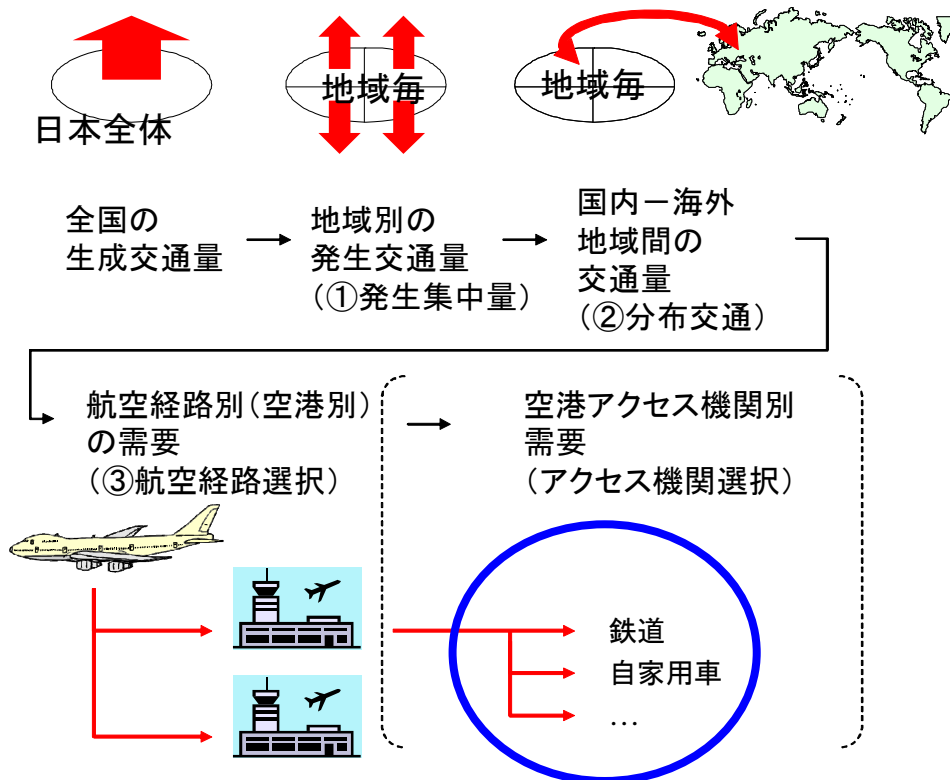 日本全体
地域毎
地域毎
全国の
生成交通量
地域別の
発生交通量
(①発生集中量)
国内－海外
地域間の
交通量
(②分布交通)
航空経路別(空港別)
の需要
(③航空経路選択)
空港アクセス機関別
需要
(アクセス機関選択)
鉄道
自家用車
…